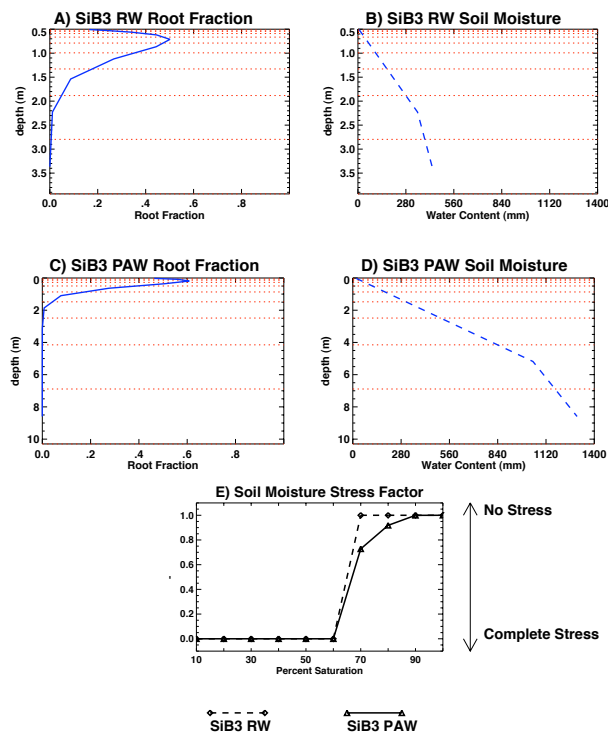 A) SiB3 RW Root Fraction
0.5
1.0
1.5
2.0
2.5
3.0
3.5
depth (m)
0.0 .2 .4 .6 .8
Root Fraction
B) SiB3 RW Soil Moisture
0.5
1.0
1.5
2.0
2.5
3.0
3.5
depth (m)
0 280 560 840 1120 1400
Water Content (mm)
C) SiB3 PAW Root Fraction
0
2
4
6
8
10
depth (m)
0.0 .2 .4 .6 .8
Root Fraction
D) SiB3 PAW Soil Moisture
0
2
4
6
8
10
depth (m)
0 280 560 840 1120 1400
Water Content (mm)
E) Soil Moisture Stress Factor
1.0
0.8
0.6
0.4
0.2
0.0
10 30 50 70 90
Percent Saturation
No Stress
Complete Stress
SiB3 RW
SiB3 PAW